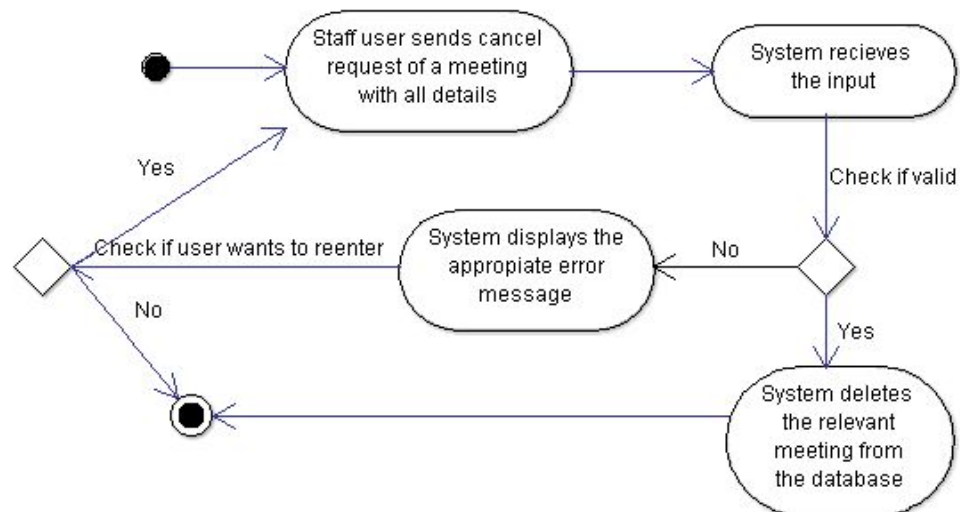 Staff user sends cancel
request of a meeting
with all details
System recieves
the input
Yes
Check if valid
Check if user wants to reenter
System displays the
appropiate error
message
No
No
Yes
System deletes
the relevant
meeting from
the database